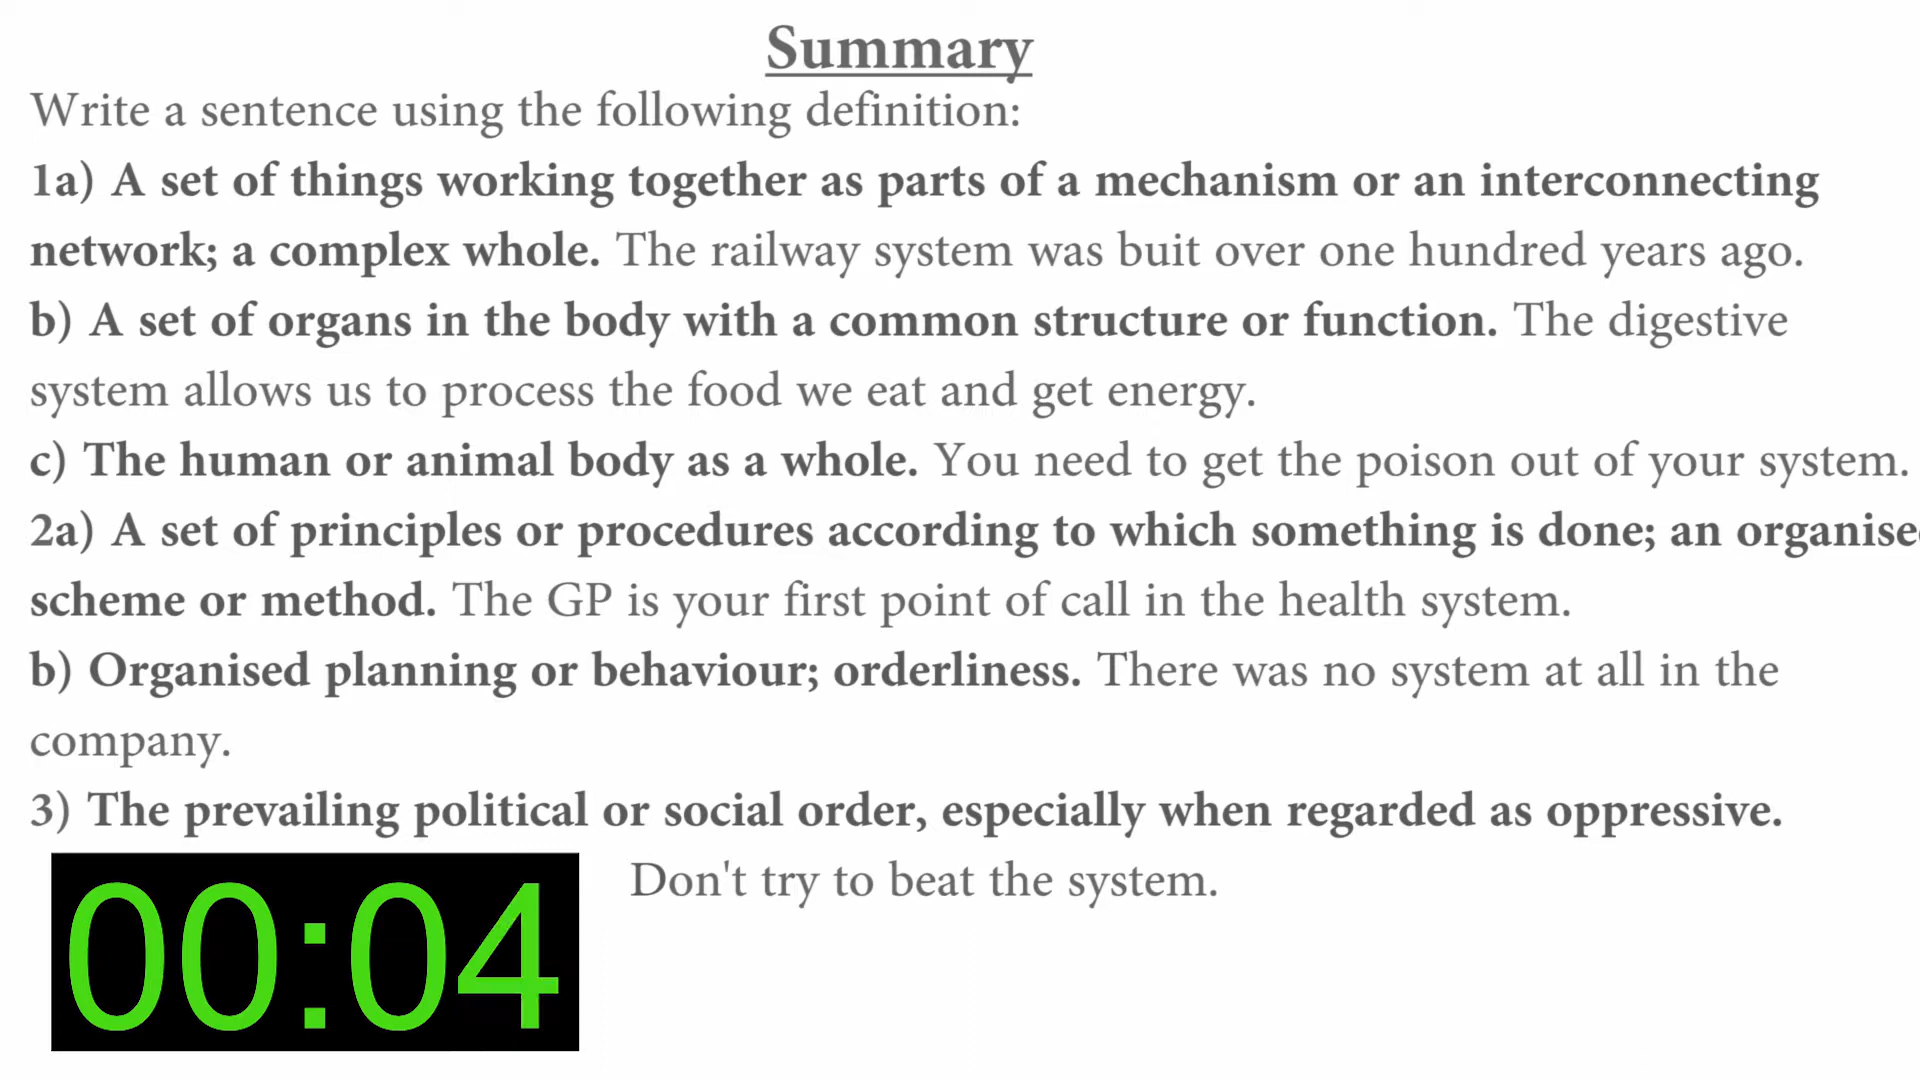 Summary
Write a sentence using the following definition:
1a) A set of things working together as parts of a mechanism or an interconnecting
network; a complex whole. The railway system was buit over one hundred years ago.
b) A set of organs in the body with a common structure or function. The digestive
system allows us to process the food we eat and get energy.
c) The human or animal body as a whole. You need to get the poison out of your system.
2a) A set of principles or procedures according to which something is done; an organise
scheme or method. The GP is your first point of call in the health system.
b) Organised planning or behaviour; orderliness. There was no system at all in the
company.
3) The prevailing political or social order, especially when regarded as oppressive.
Don't try to beat the system.
00:04